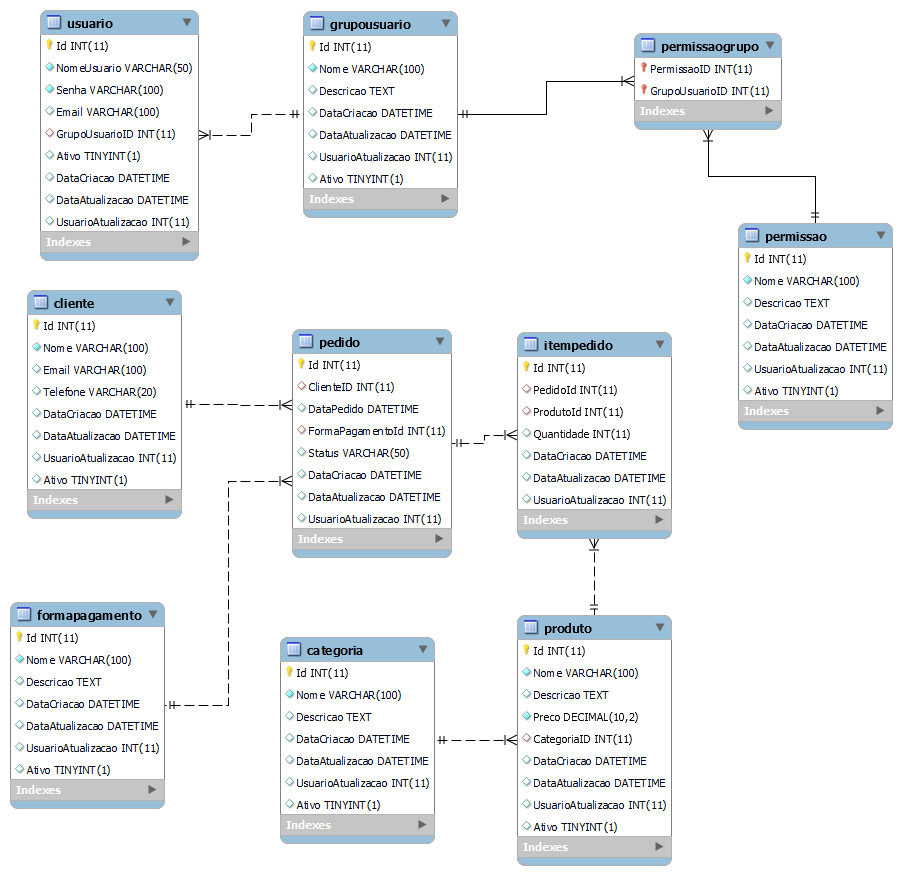 usuario
Id INT(11)
NomeUsuario VARCHAR(50)
Senha VARCHAR(100)
Email VARCHAR(100)
GrupoUsuarioID INT(11)
Ativo TINYINT(1)
DataCriacao DATETIME
DataAtualizacao DATETIME
UsuarioAtualizacao INT(11)
Indexes
grupousuario
Id INT(11)
Nome VARCHAR(100)
Descricao TEXT
DataCriacao DATETIME
DataAtualizacao DATETIME
UsuarioAtualizacao INT(11)
Ativo TINYINT(1)
Indexes
permissaogrupo
PermissaoID INT(11)
GrupoUsuarioID INT(11)
Indexes
permissao
Id INT(11)
Nome VARCHAR(100)
Descricao TEXT
DataCriacao DATETIME
DataAtualizacao DATETIME
UsuarioAtualizacao INT(11)
Ativo TINYINT(1)
Indexes
cliente
Id INT(11)
Nome VARCHAR(100)
Email VARCHAR(100)
Telefone VARCHAR(20)
DataCriacao DATETIME
DataAtualizacao DATETIME
UsuarioAtualizacao INT(11)
Ativo TINYINT(1)
Indexes
pedido
Id INT(11)
ClienteID INT(11)
DataPedido DATETIME
FormaPagamentoId INT(11)
Status VARCHAR(50)
DataCriacao DATETIME
DataAtualizacao DATETIME
UsuarioAtualizacao INT(11)
Indexes
itempedido
Id INT(11)
PedidoId INT(11)
ProdutoId INT(11)
Quantidade INT(11)
DataCriacao DATETIME
DataAtualizacao DATETIME
UsuarioAtualizacao INT(11)
Indexes
formapagamento
Id INT(11)
Nome VARCHAR(100)
Descricao TEXT
DataCriacao DATETIME
DataAtualizacao DATETIME
UsuarioAtualizacao INT(11)
Ativo TINYINT(1)
Indexes
categoria
Id INT(11)
Nome VARCHAR(100)
Descricao TEXT
DataCriacao DATETIME
DataAtualizacao DATETIME
UsuarioAtualizacao INT(11)
Ativo TINYINT(1)
Indexes
produto
Id INT(11)
Nome VARCHAR(100)
Descricao TEXT
Preco DECIMAL(10,2)
CategoriaID INT(11)
DataCriacao DATETIME
DataAtualizacao DATETIME
UsuarioAtualizacao INT(11)
Ativo TINYINT(1)
Indexes